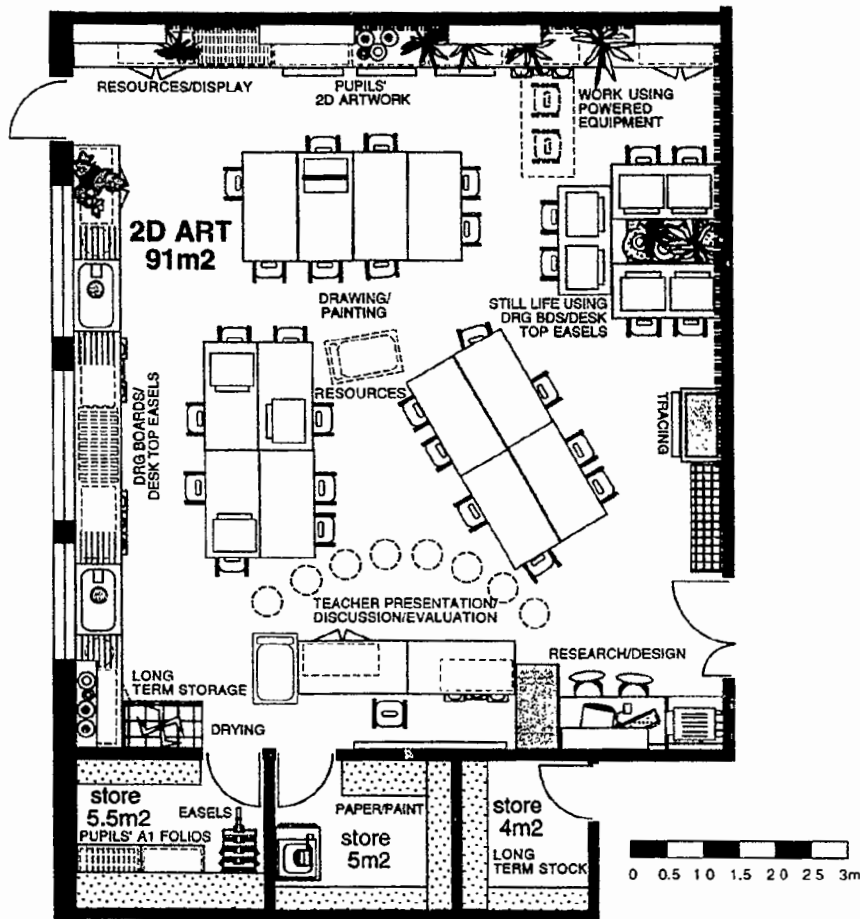 RESOURCES/DISPLAY
PUPILS'
2D ARTWORK
WORK USING
POWERED
EQUIPMENT
2D ART
91m2
DRAWING/
PAINTING
STILL LIFE USING
DRG BDS/DESK
TOP EASELS
RESOURCES
TRACING
DRG BOARDS/
DESK TOP EASELS
TEACHER PRESENTATION/
DISCUSSION/EVALUATION
RESEARCH/DESIGN
LONG
TERM STORAGE
DRYING
store
5.5m2
EASELS
PUPILS' A1 FOLIOS
PAPER/PAINT
store
5m2
store
4m2
LONG
TERM STOCK
0 0.5 1 0 1.5 2 0 2 5 3m